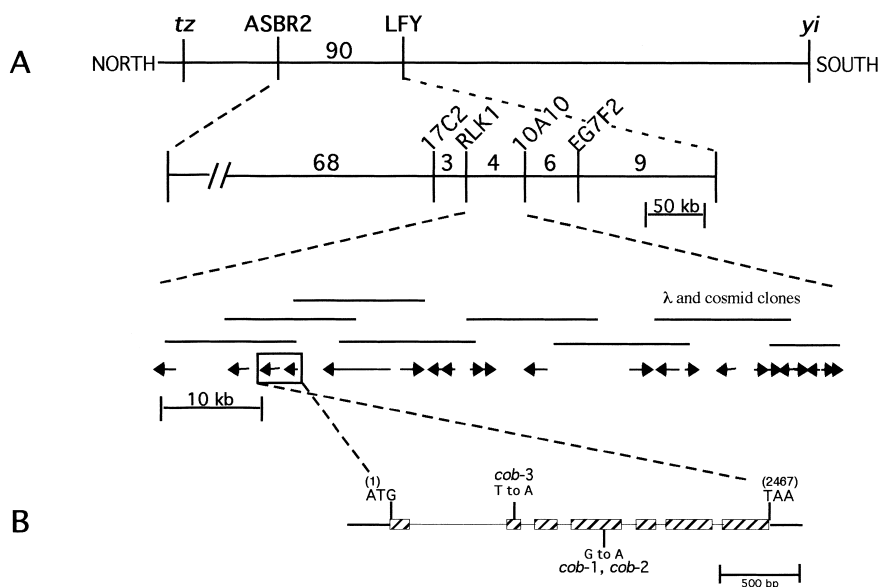 tz ASBR2 LFY yi
A NORTH 90 SOUTH
17C2 RLK1 10A10 EG7F2
68 3 4 6 9
50 kb
λ and cosmid clones
10 kb
(1) cob-3 (2467)
ATG T to A TAA
B
G to A
cob-1, cob-2
500 bp